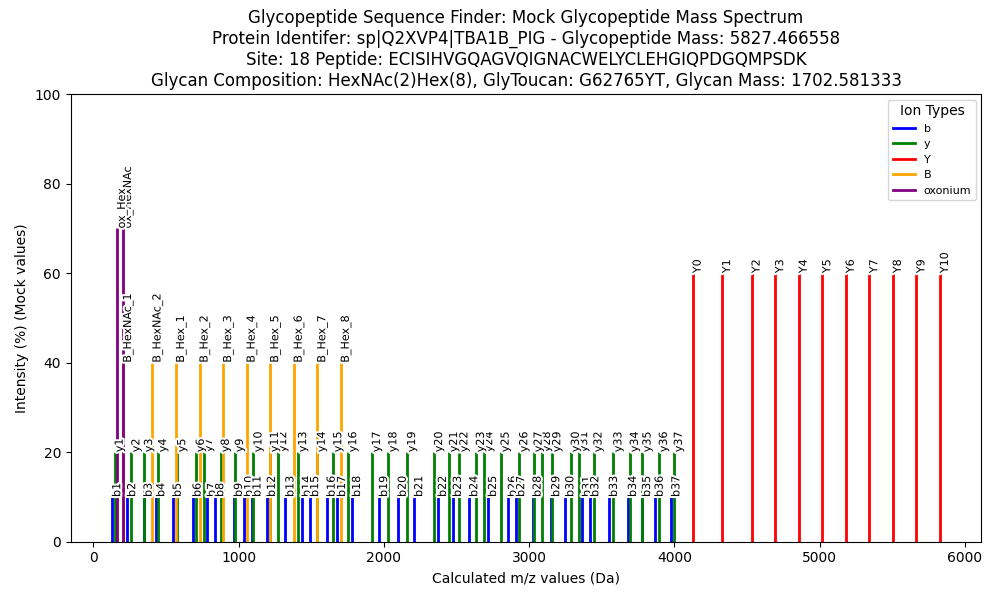 Glycopeptide Sequence Finder: Mock Glycopeptide Mass Spectrum
Protein Identifer: sp|Q2XVP4|TBA1B_PIG - Glycopeptide Mass: 5827.466558
Site: 18 Peptide: ECISIHVGQAGVQIGNACWELYCLEHGIQPDGQMPSDK
Glycan Composition: HexNAc(2)Hex(8), GlyToucan: G62765YT, Glycan Mass: 1702.581333
Intensity (%) (Mock values)
100
80
60
40
20
0
Ion Types
b
y
Y
B
oxonium
ox_Hex
ox_HexNAc
Y0
Y1
Y2
Y3
Y4
Y5
Y6
Y7
Y8
Y9
Y10
B_HexNAc_1
B_HexNAc_2
B_Hex_1
B_Hex_2
B_Hex_3
B_Hex_4
B_Hex_5
B_Hex_6
B_Hex_7
B_Hex_8
y1
y2
y3
y4
y5
y6
y7
y8
y9
y10
y11
y12
y13
y14
y15
y16
y17
y18
y19
y20
y21
y22
y23
y24
y25
y26
y27
y28
y29
y30
y31
y32
y33
y34
y35
y36
y37
b1
b2
b3
b4
b5
b6
b7
b8
b9
b10
b11
b12
b13
b14
b15
b16
b17
b18
b19
b20
b21
b22
b23
b24
b25
b26
b27
b28
b29
b30
b31
b32
b33
b34
b35
b36
b37
0
1000
2000
3000
4000
5000
6000
Calculated m/z values (Da)